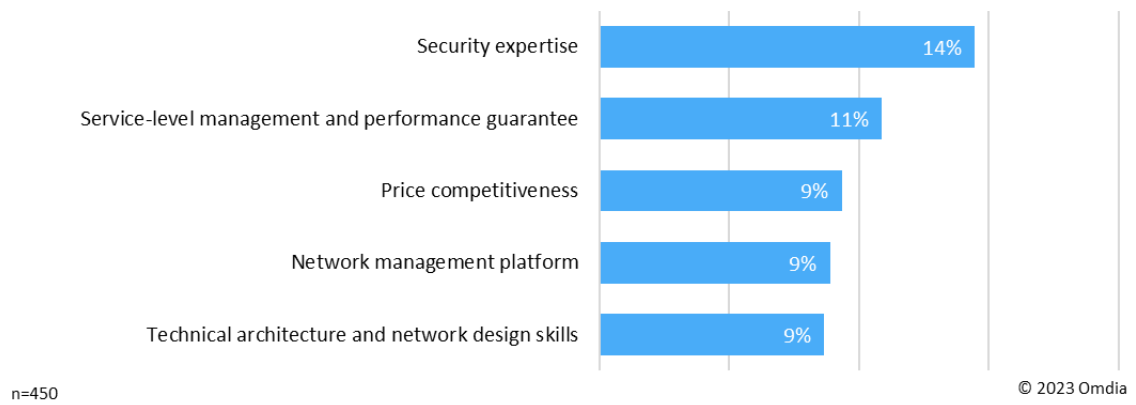 Security expertise 14%
Service-level management and performance guarantee 11%
Price competitiveness 9%
Network management platform 9%
Technical architecture and network design skills 9%
n=450
© 2023 Omdia